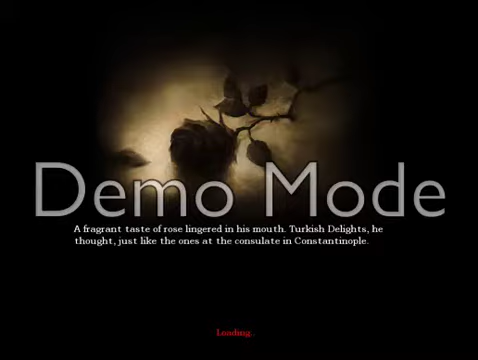 Demo Mode
A fragrant taste of rose lingered in his mouth. Turkish Delights, he
thought, just like the ones at the consulate in Constantinople.
Loading..